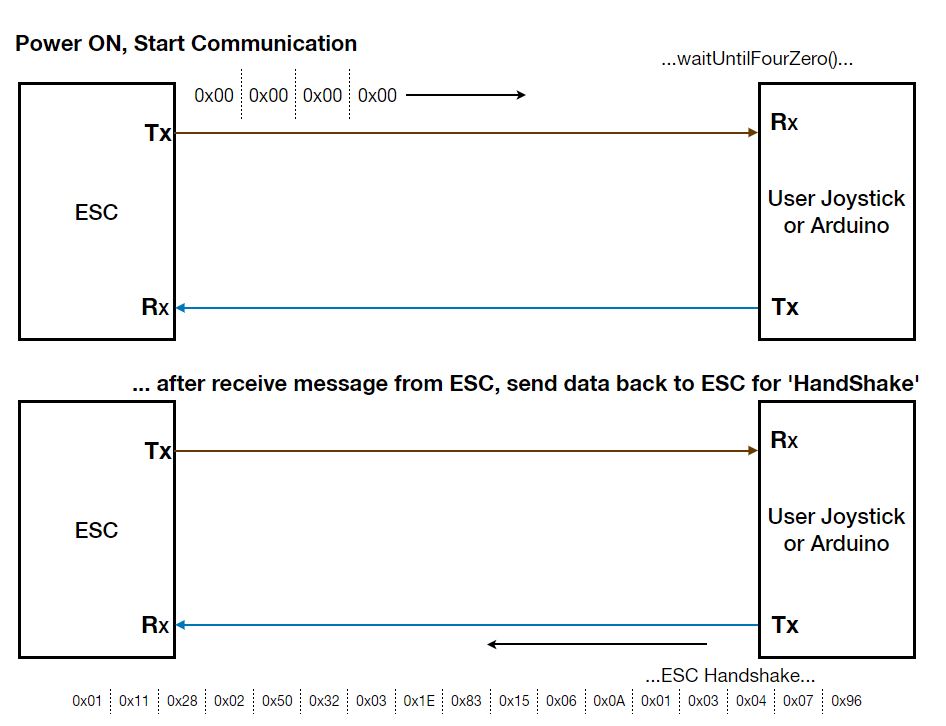 Power ON, Start Communication
...waitUntilFourZero()...
0x00 0x00 0x00 0x00
Tx
Rx
ESC
User Joystick
or Arduino
Rx
Tx
... after receive message from ESC, send data back to ESC for 'HandShake'
Tx
Rx
ESC
User Joystick
or Arduino
Rx
Tx
...ESC Handshake...
0x01 0x11 0x28 0x02 0x50 0x32 0x03 0x1E 0x83 0x15 0x06 0x0A 0x01 0x03 0x04 0x07 0x96